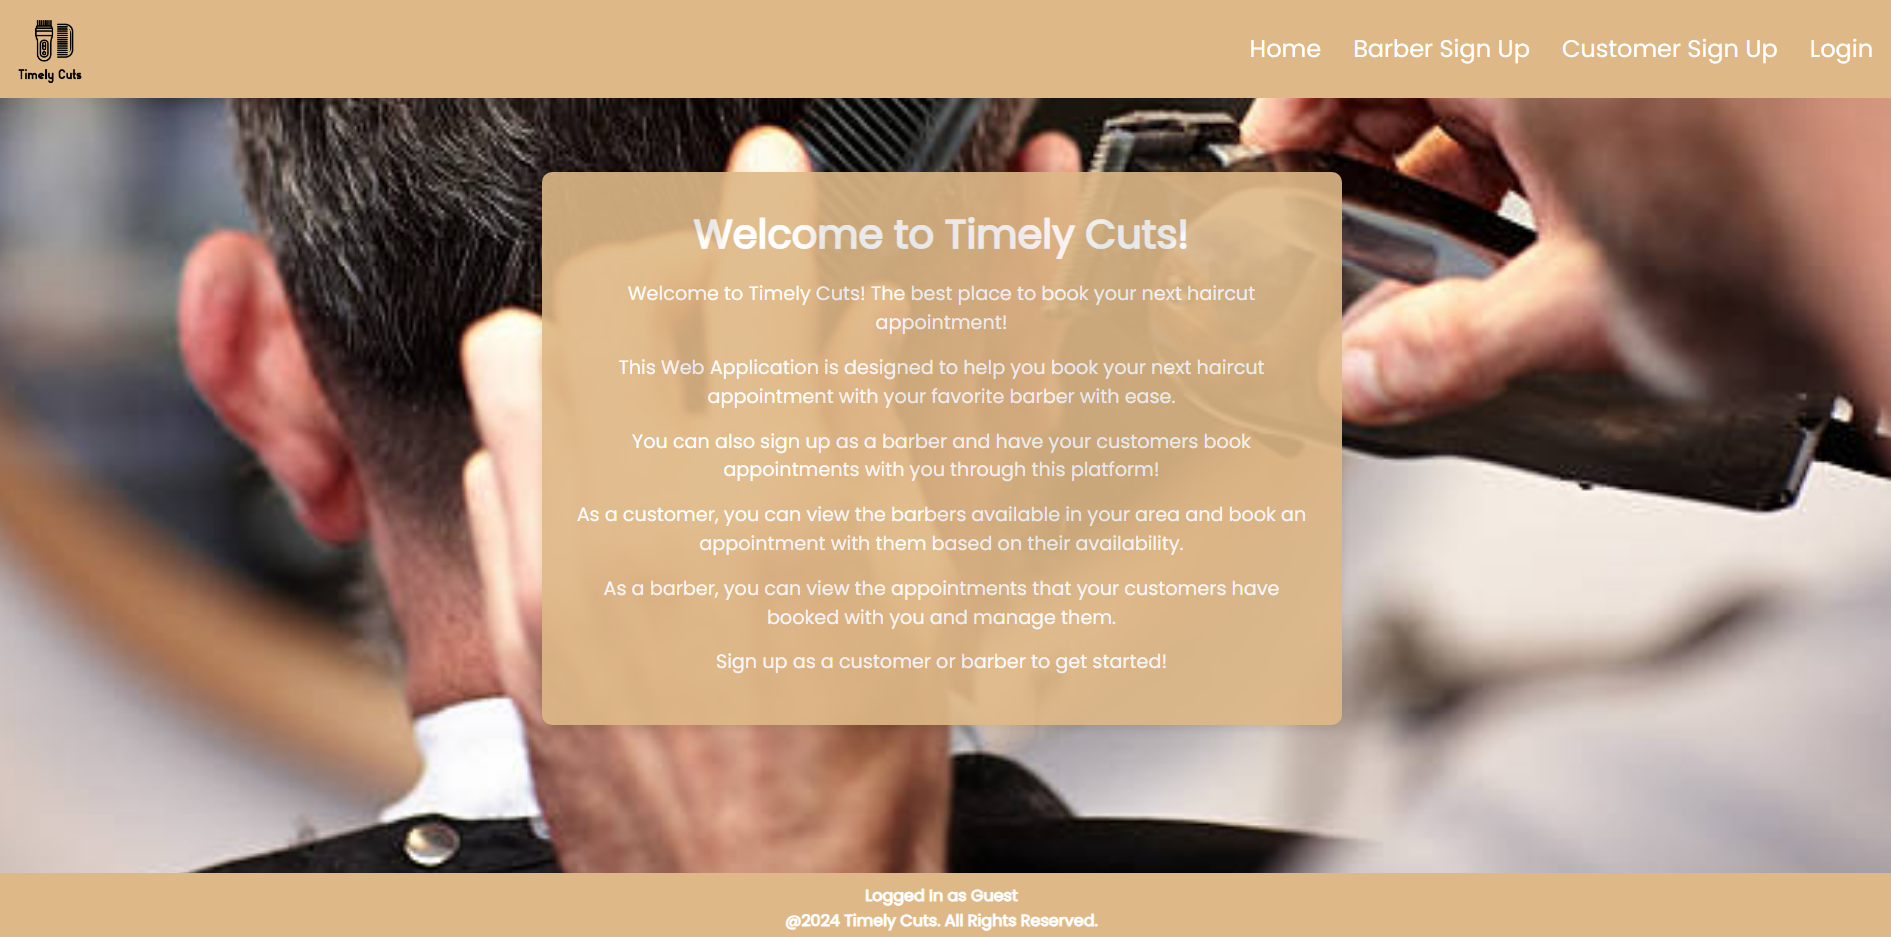 Timely Cuts
Home Barber Sign Up Customer Sign Up Login
Welcome to Timely Cuts!
Welcome to Timely Cuts! The best place to book your next haircut
appointment!
This Web Application is designed to help you book your next haircut
appointment with your favorite barber with ease.
You can also sign up as a barber and have your customers book
appointments with you through this platform!
As a customer, you can view the barbers available in your area and book an
appointment with them based on their availability.
As a barber, you can view the appointments that your customers have
booked with you and manage them.
Sign up as a customer or barber to get started!
Logged In as Guest
@2024 Timely Cuts. All Rights Reserved.